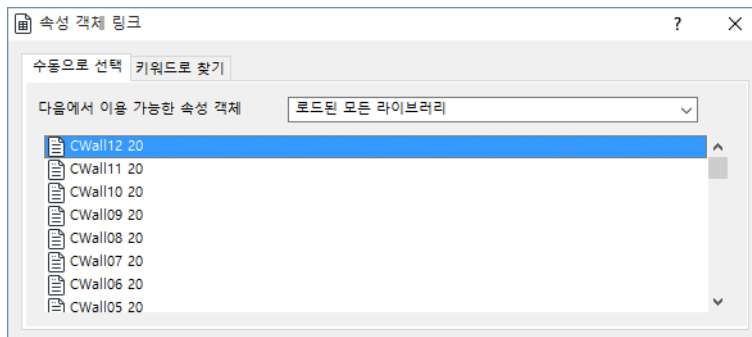 속성 객체 링크
수동으로 선택 키워드로 찾기
다음에서 이용 가능한 속성 객체 로드된 모든 라이브러리
CWall12 20
CWall11 20
CWall10 20
CWall09 20
CWall08 20
CWall07 20
CWall06 20
CWall05 20